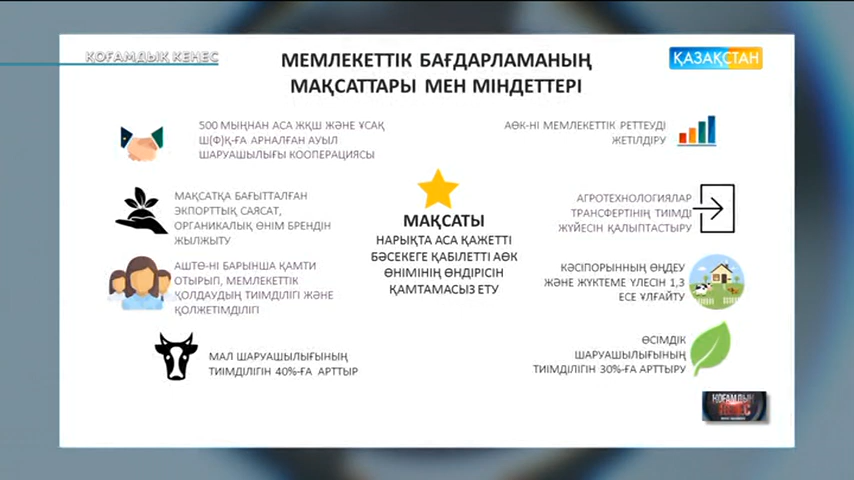 ҚОҒАМДЫҚ КЕҢЕС
МЕМЛЕКЕТТІК БАҒДАРЛАМАНЫҢ
МАҚСАТТАРЫ МЕН МІНДЕТТЕРІ
ҚАЗАҚСТАН
500 МЫҢНАН АСА ЖҚШ ЖӘНЕ ҰСАҚ
Ш(Ф)Қ-ҒА АРНАЛҒАН АУЫЛ
ШАРУАШЫЛЫҒЫ КООПЕРАЦИЯСЫ
МАҚСАТҚА БАҒЫТТАЛҒАН
ЭКПОРТТЫҚ САЯСАТ,
ОРГАНИКАЛЫҚ ӨНІМ БРЕНДІН
ЖЫЛЖЫТУ
АШТӨ-НІ БАРЫНША ҚАМТИ
ОТЫРЫП, МЕМЛЕКЕТТІК
ҚОЛДАУДЫҢ ТИІМДІЛІГІ ЖӘНЕ
ҚОЛЖЕТІМДІЛІГІ
МАЛ ШАРУАШЫЛЫҒЫНЫҢ
ТИІМДІЛІГІН 40%-ҒА АРТТЫР
МАҚСАТЫ
НАРЫҚТА АСА ҚАЖЕТТІ
БӘСЕКЕГЕ ҚАБІЛЕТТІ АӨК
ӨНІМІНІҢ ӨНДІРІСІН
ҚАМТАМАСЫЗ ЕТУ
АӨК-НІ МЕМЛЕКЕТТІК РЕТТЕУДІ
ЖЕТІЛДІРУ
АГРОТЕХНОЛОГИЯЛАР
ТРАНСФЕРТІНІҢ ТИІМДІ
ЖҮЙЕСІН ҚАЛЫПТАСТЫРУ
КӘСІПОРЫННЫҢ ӨҢДЕУ
ЖӘНЕ ЖҮКТЕМЕ ҮЛЕСІН 1,3
ЕСЕ ҰЛҒАЙТУ
ӨСІМДІК
ШАРУАШЫЛЫҒЫНЫҢ
ТИІМДІЛІГІН 30%-ҒА АРТТЫРУ
ҚОҒАМДЫҚ
КЕҢЕС